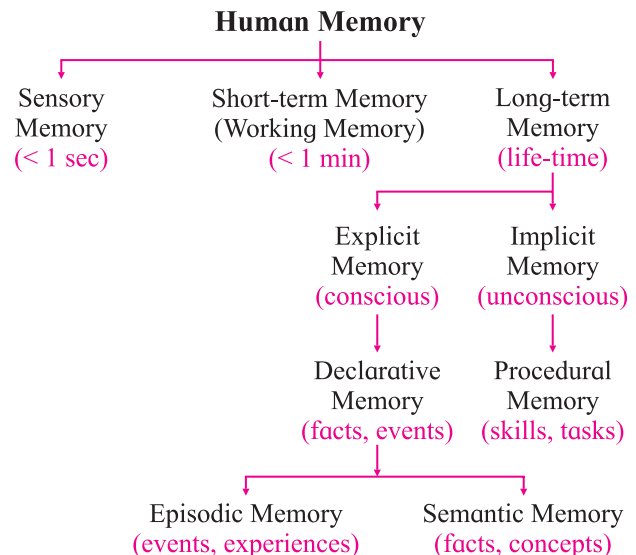 Human Memory
Sensory
Memory
(< 1 sec)
Short-term Memory
(Working Memory)
(< 1 min)
Long-term
Memory
(life-time)
Explicit
Memory
(conscious)
Implicit
Memory
(unconscious)
Declarative
Memory
(facts, events)
Procedural
Memory
(skills, tasks)
Episodic Memory
(events, experiences)
Semantic Memory
(facts, concepts)